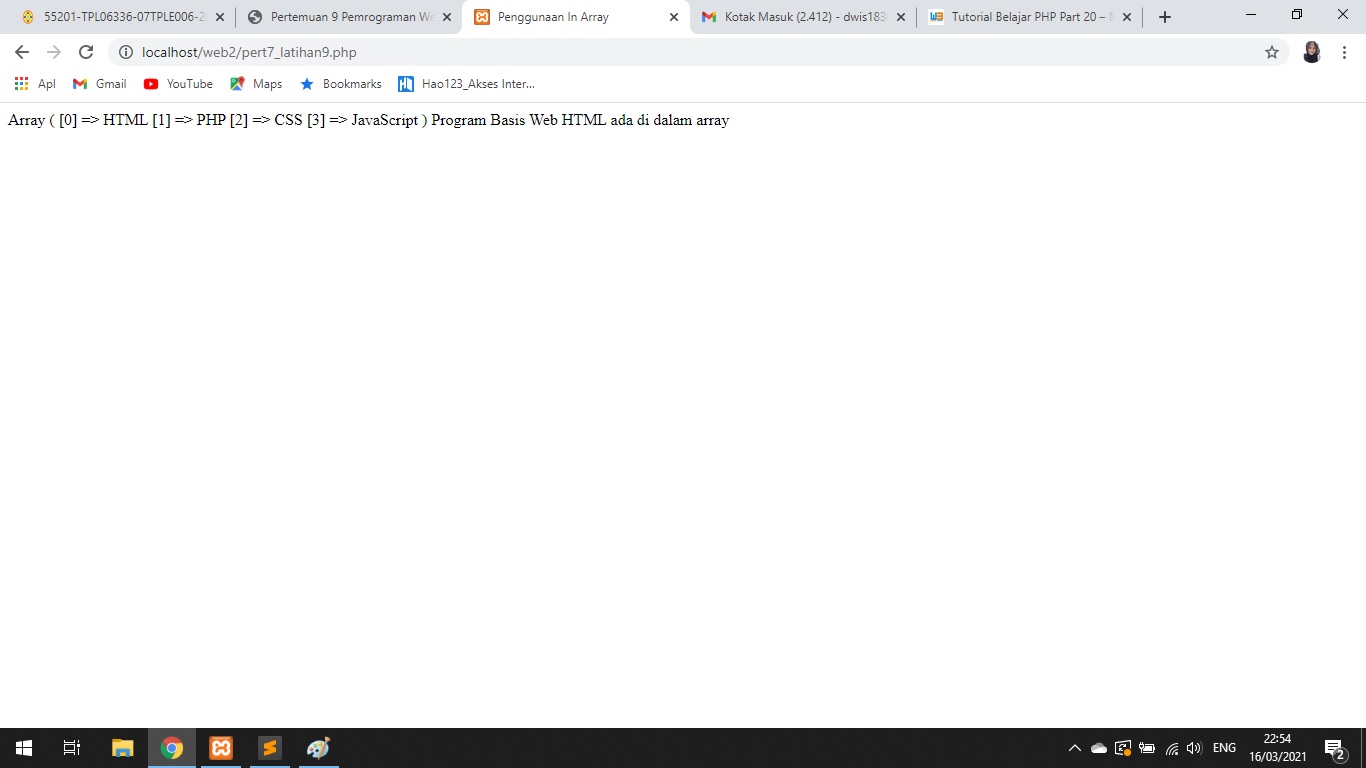 55201-TPL06336-07TPLE006-2
Pertemuan 9 Pemrograman We
Penggunaan In Array
Kotak Masuk (2.412) - dwis183
Tutorial Belajar PHP Part 20 –
localhost/web2/pert7_latihan9.php
Apl
Gmail
YouTube
Maps
Bookmarks
Hao123_Akses Inter...
Array ( [0] => HTML [1] => PHP [2] => CSS [3] => JavaScript ) Program Basis Web HTML ada di dalam array
ENG
22:54
16/03/2021
2